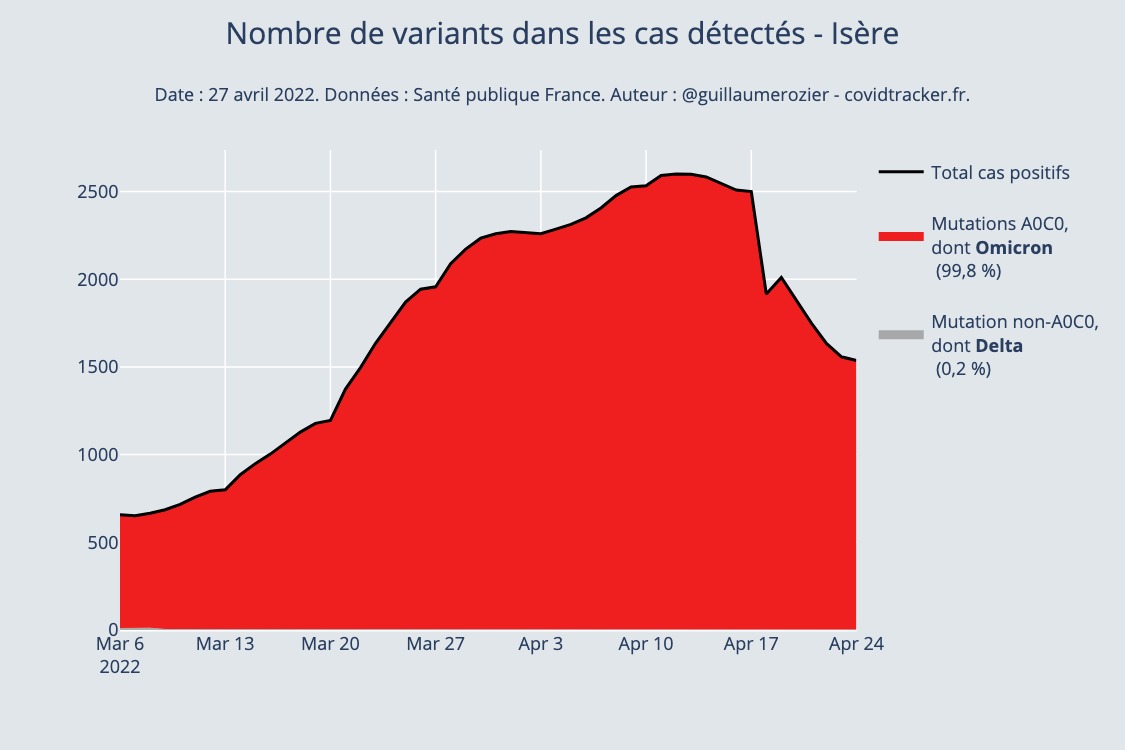 Nombre de variants dans les cas détectés - Isère
Date : 27 avril 2022. Données : Santé publique France. Auteur : @guillaumerozier - covidtracker.fr.
Total cas positifs
Mutations A0C0,
dont Omicron
(99,8 %)
Mutation non-A0C0,
dont Delta
(0,2 %)
2500
2000
1500
1000
500
0
Mar 6 Mar 13 Mar 20 Mar 27 Apr 3 Apr 10 Apr 17 Apr 24
2022